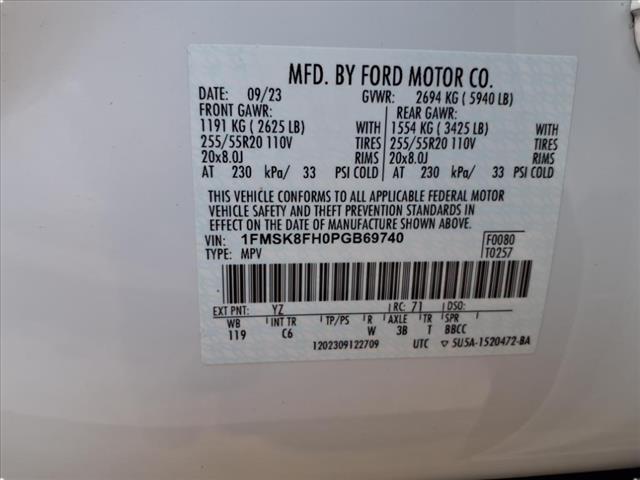 MFD. BY FORD MOTOR CO.
DATE: 09/23 GVWR: 2694 KG ( 5940 LB)
FRONT GAWR: REAR GAWR:
1191 KG ( 2625 LB) WITH 1554 KG ( 3425 LB) WITH
255/55R20 110V TIRES 255/55R20 110V TIRES
20x8.0J RIMS 20x8.0J RIMS
AT 230 kPa/ 33 PSI COLD AT 230 kPa/ 33 PSI COLD
THIS VEHICLE CONFORMS TO ALL APPLICABLE FEDERAL MOTOR
VEHICLE SAFETY AND THEFT PREVENTION STANDARDS IN
EFFECT ON THE DATE OF MANUFACTURE SHOWN ABOVE.
VIN: 1FMSK8FH0PGB69740 F0080
TYPE: MPV T0257
EXT PNT: YZ RC: 71 DSO:
WB INT TR TP/PS R AXLE TR SPR
119 C6 W 3B T BBCC
1202309122709 UTC ▽ 5U5A-1520472-BA